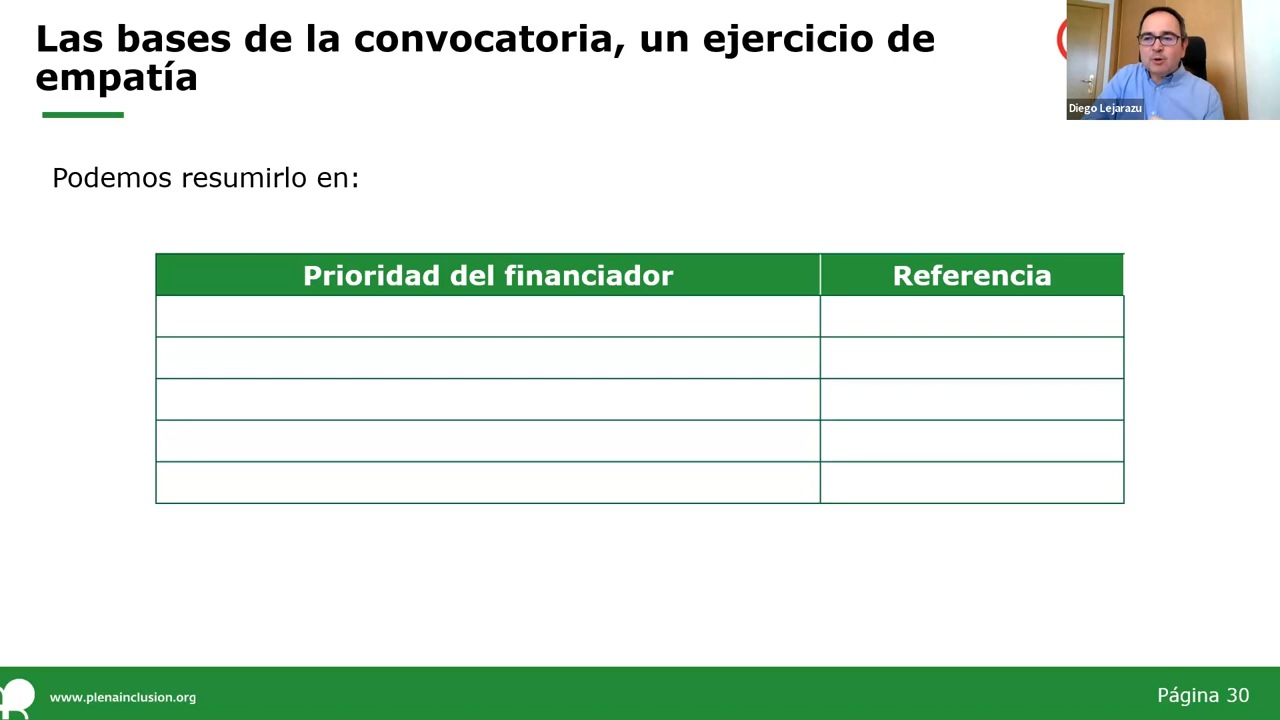 Las bases de la convocatoria, un ejercicio de
empatía
Diego Lejarazu
Podemos resumirlo en:
Prioridad del financiador
Referencia
www.plenainclusion.org
Página 30